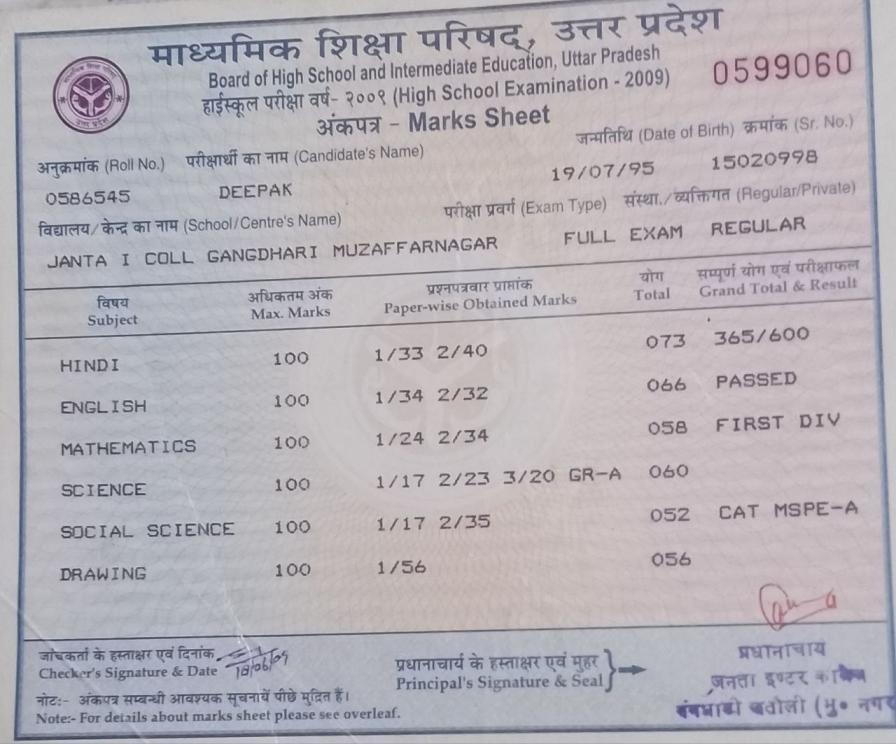 माध्यमिक शिक्षा परिषद्, उत्तर प्रदेश
Board of High School and Intermediate Education, Uttar Pradesh
0599060
हाईस्कूल परीक्षा वर्ष- २००९ (High School Examination - 2009)
अंकपत्र - Marks Sheet
अनुक्रमांक (Roll No.) परीक्षार्थी का नाम (Candidate's Name) जन्मतिथि (Date of Birth) क्रमांक (Sr. No.)
0586545 DEEPAK 19/07/95 15020998
विद्यालय/केन्द का नाम (School/Centre's Name) परीक्षा प्रवर्ग (Exam Type) संस्था./व्यक्तिगत (Regular/Private)
JANTA I COLL GANGDHARI MUZAFFARNAGAR FULL EXAM REGULAR
विषय अधिकतम अंक प्रश्नपत्रवार प्राप्तांक योग सम्पूर्ण योग एवं परीक्षाफल
Subject Max. Marks Paper-wise Obtained Marks Total Grand Total & Result
HINDI 100 1/33 2/40 073 365/600
ENGLISH 100 1/34 2/32 066 PASSED
MATHEMATICS 100 1/24 2/34 058 FIRST DIV
SCIENCE 100 1/17 2/23 3/20 GR-A 060
SOCIAL SCIENCE 100 1/17 2/35 052 CAT MSPE-A
DRAWING 100 1/56 056
जांचकर्ता के हस्ताक्षर एवं दिनांक
Checker's Signature & Date 18/06/09
प्रधानाचार्य के हस्ताक्षर एवं मुहर
Principal's Signature & Seal
नोटः- अंकपत्र सम्बन्धी आवश्यक सूचनायें पीछे मुद्रित हैं।
Note:- For details about marks sheet please see overleaf.
प्रधानाचार्य
जनता इण्टर
(मु० नगर